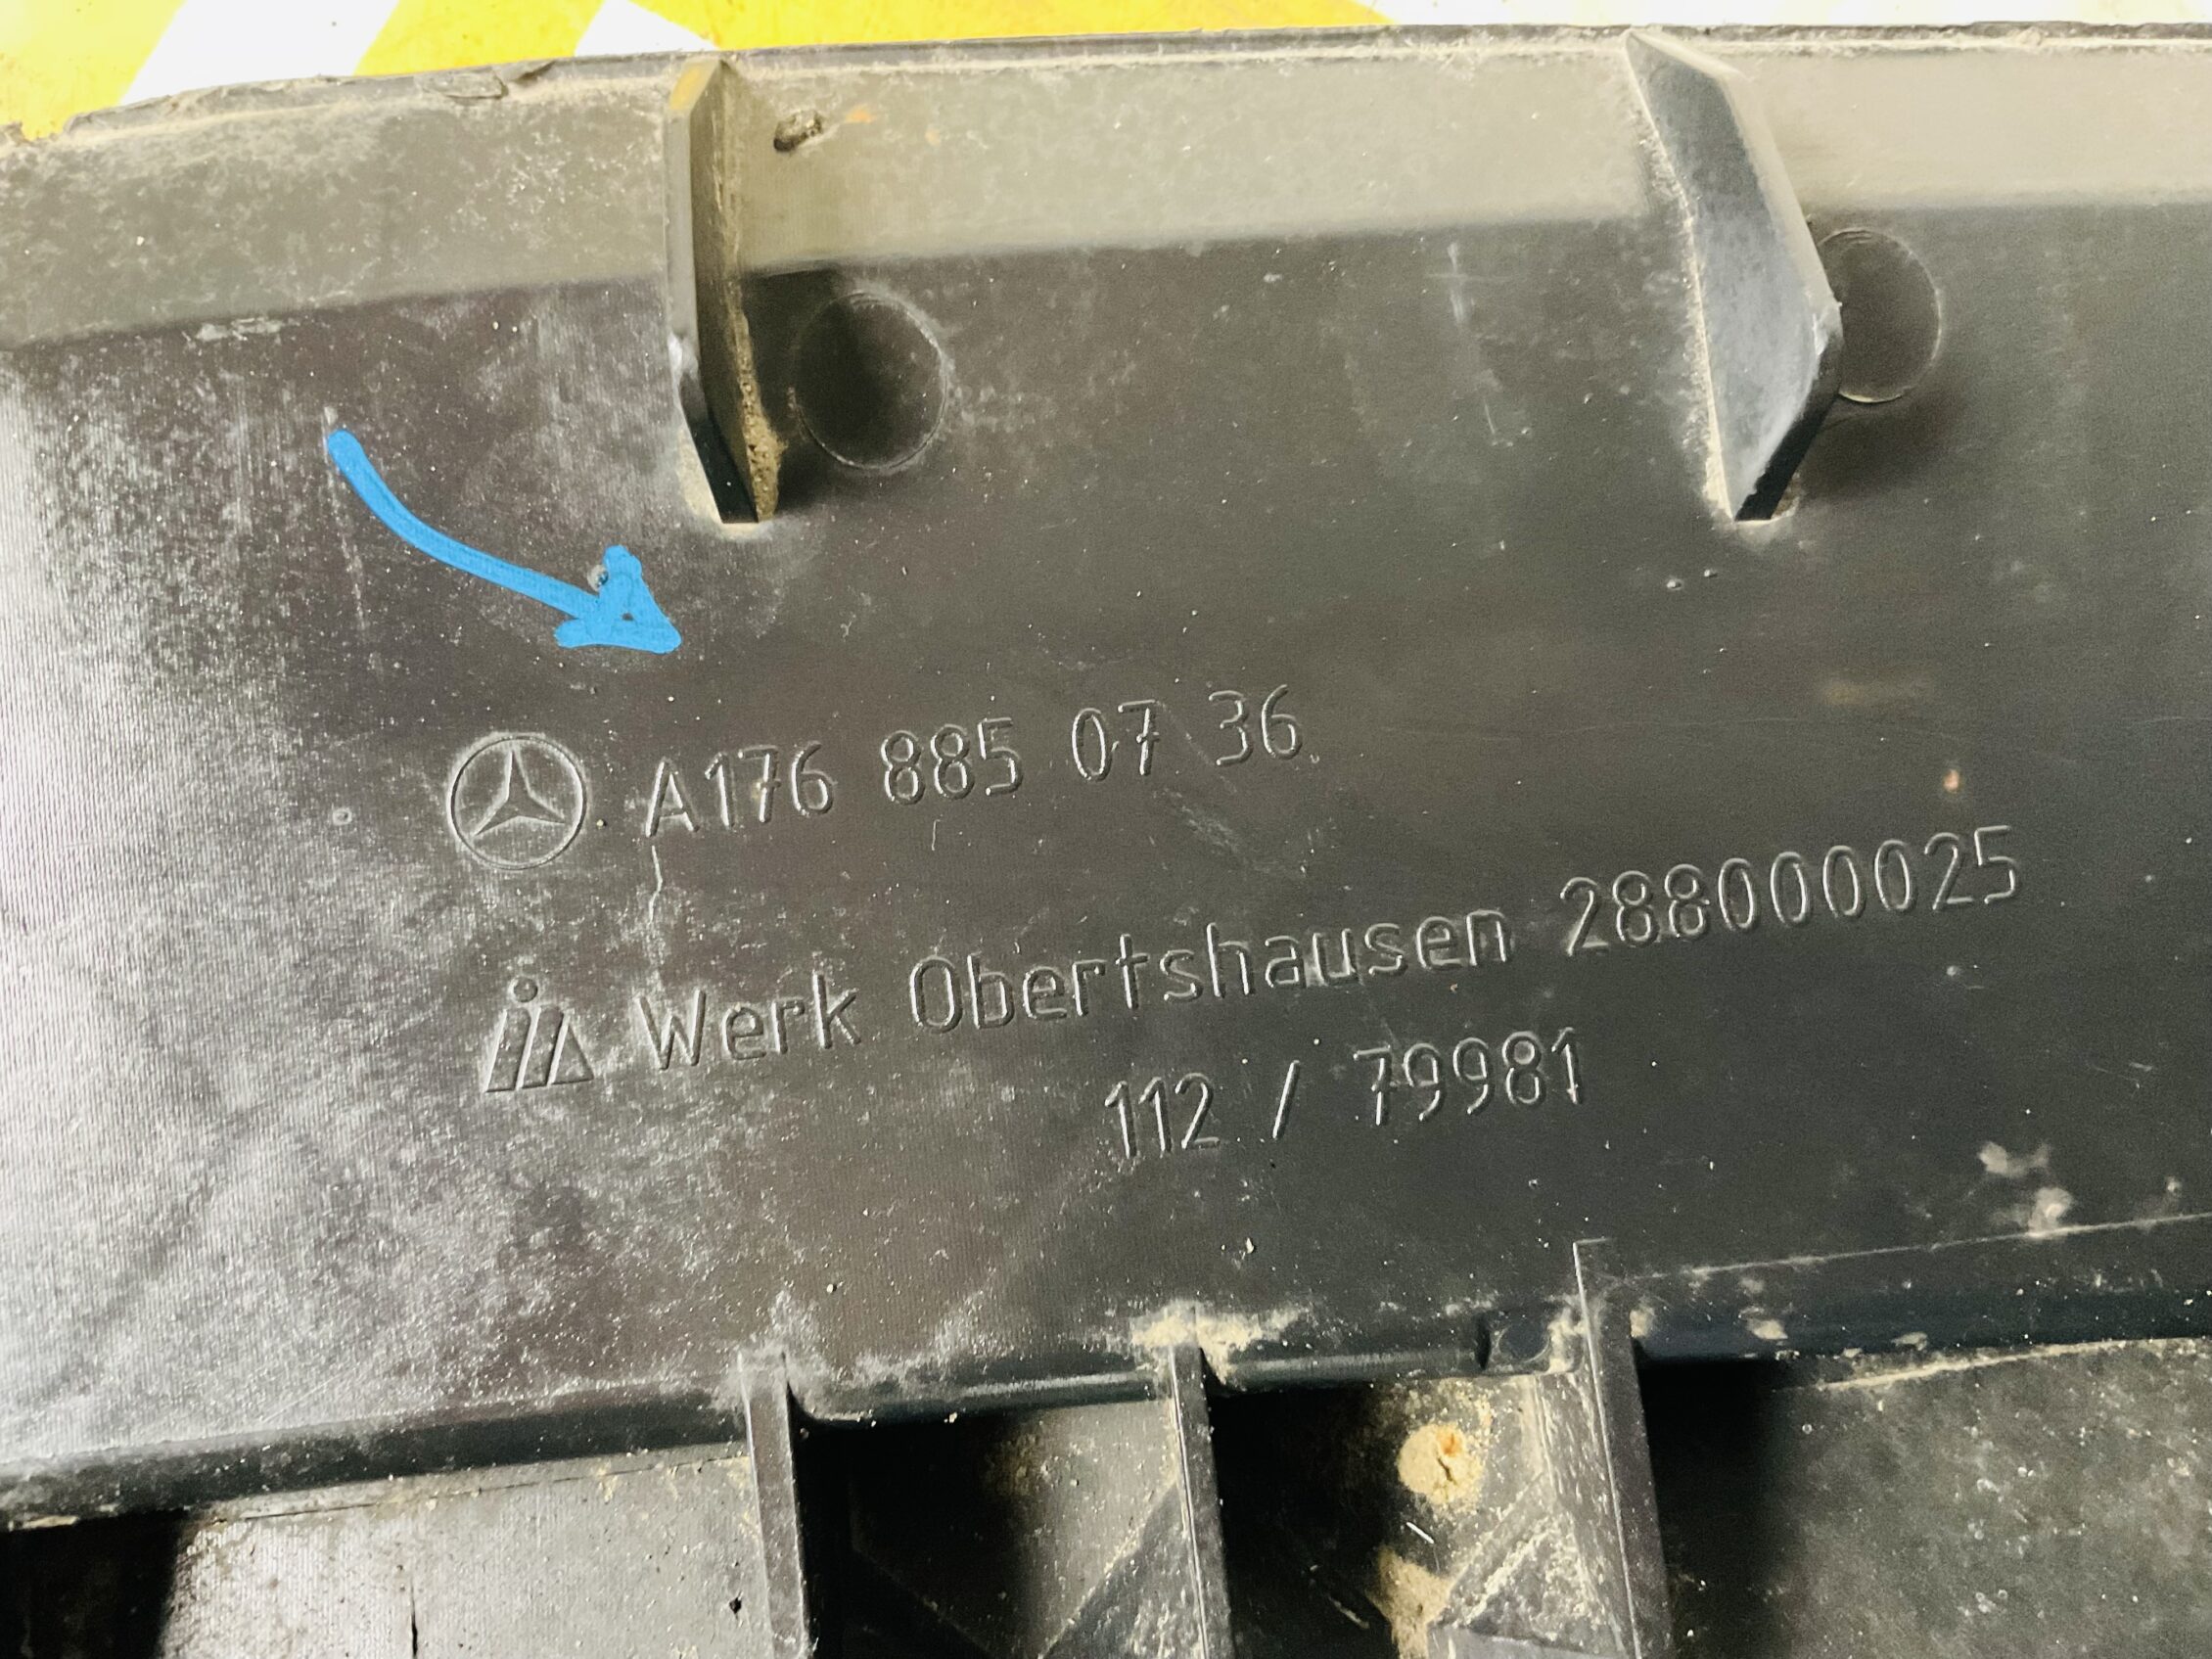 A176 885 07 36
Werk Obertshausen 288000025
112 / 79981